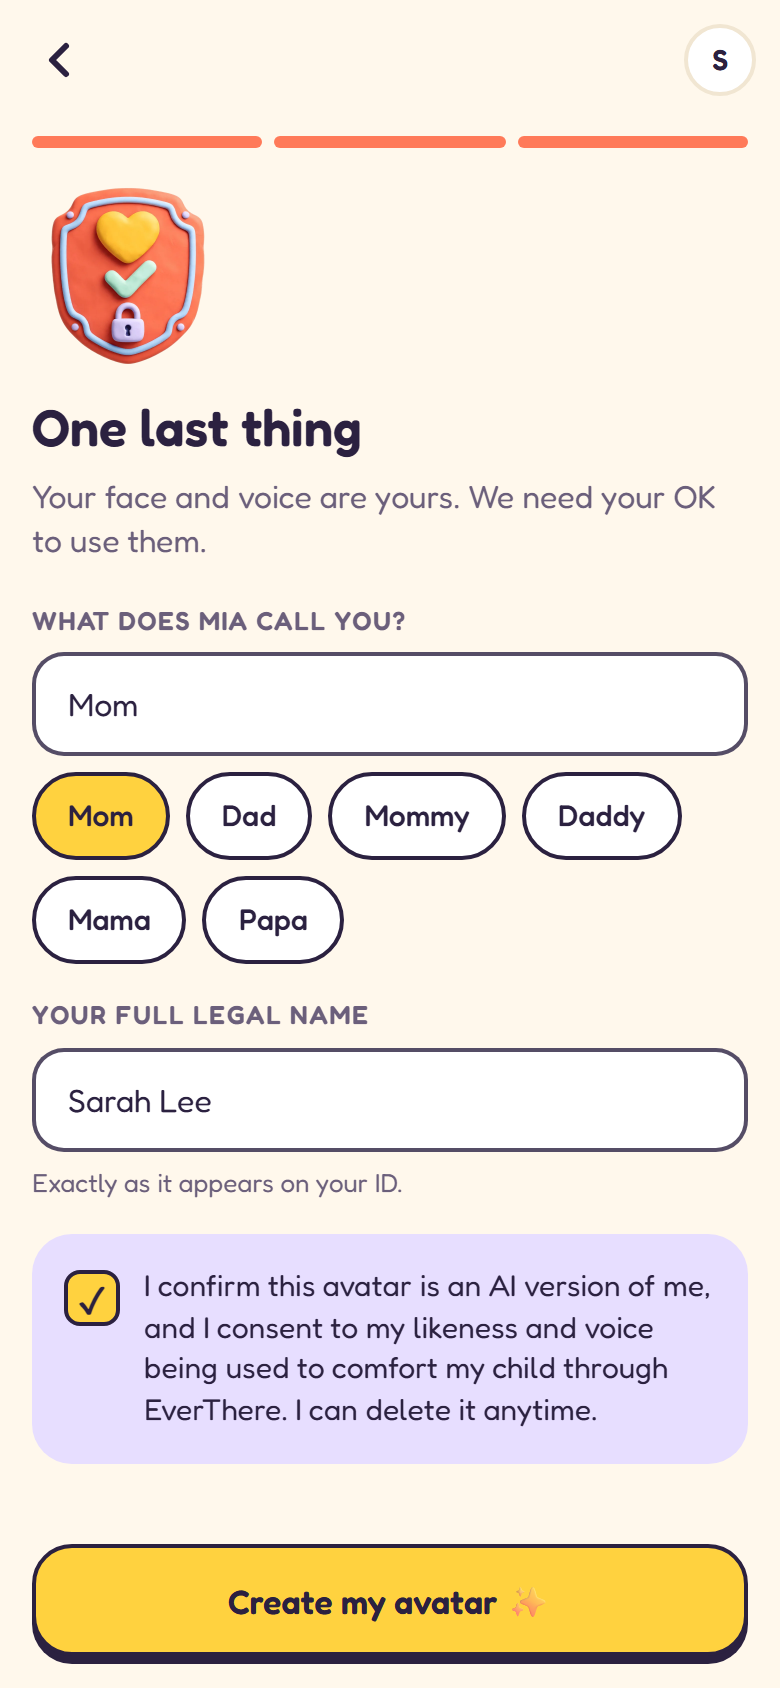 S
One last thing
Your face and voice are yours. We need your OK
to use them.
WHAT DOES MIA CALL YOU?
Mom
Mom Dad Mommy Daddy
Mama Papa
YOUR FULL LEGAL NAME
Sarah Lee
Exactly as it appears on your ID.
I confirm this avatar is an AI version of me,
and I consent to my likeness and voice
being used to comfort my child through
EverThere. I can delete it anytime.
Create my avatar ✨